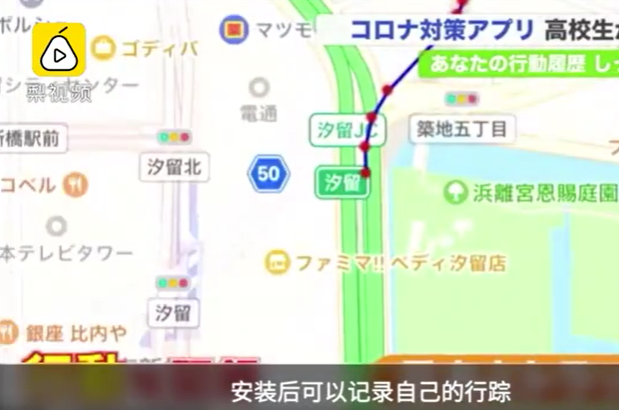 マツモ
コロナ対策アプリ 高校生が
ゴディバ
あなたの行動履歴 しっ
梨视频
センター
電通
汐留JC
築地五丁目
新橋駅前
汐留北
50
汐留
コベル
浜離宮恩賜庭園
本テレビタワー
ファミマ!! ペディ汐留店
汐留
銀座 比内や
安装后可以记录自己的行踪